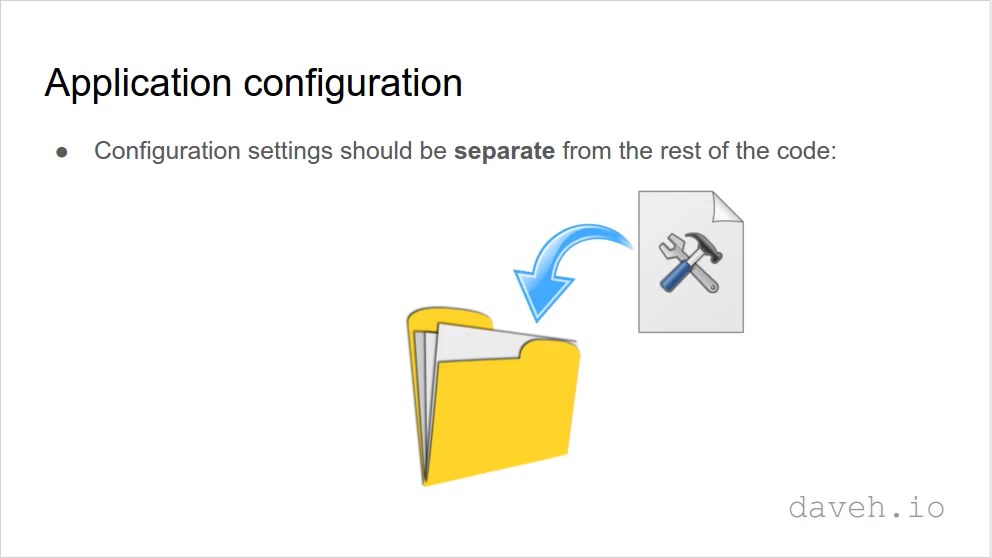 Application configuration
● Configuration settings should be separate from the rest of the code:
daveh.io